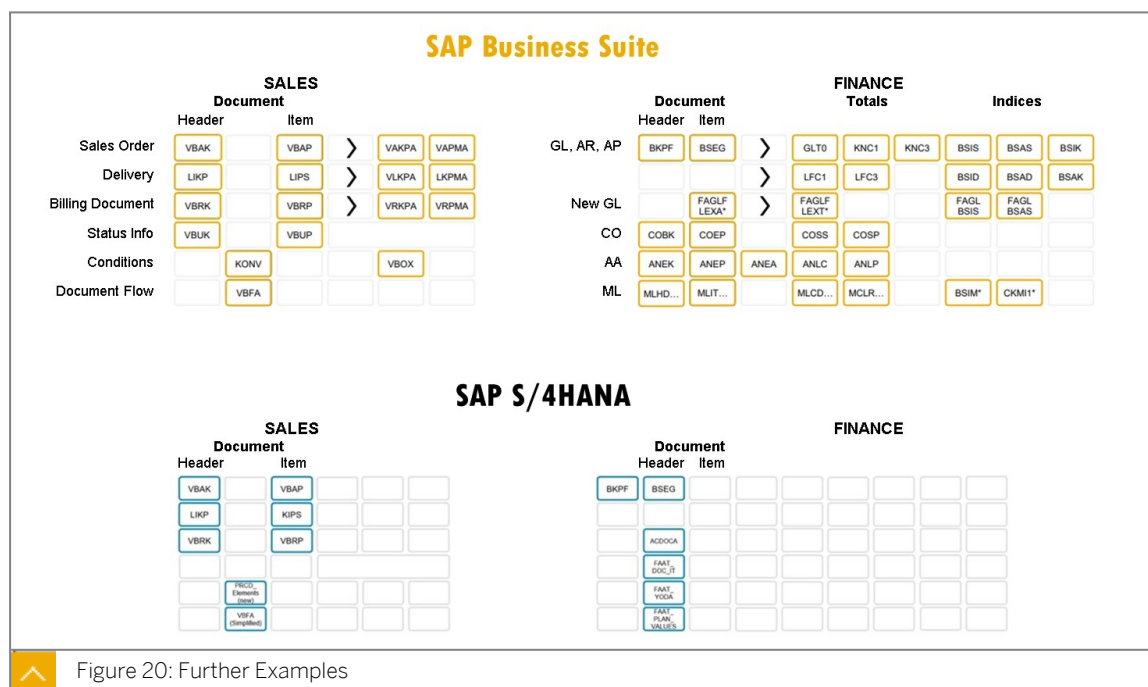 SAP Business Suite
SALES
Document
Header Item
Sales Order VBAK VBAP VAKPA VAPMA
Delivery LIKP LIPS VLKPA LKPMA
Billing Document VBRK VBRP VRKPA VRPMA
Status Info VBUK VBUP
Conditions KONV VBOX
Document Flow VBFA
FINANCE
Document Totals Indices
Header Item
GL, AR, AP BKPF BSEG GLT0 KNC1 KNC3 BSIS BSAS BSIK
LFC1 LFC3 BSID BSAD BSAK
New GL FAGLF LEXA* FAGLF LEXT* FAGL BSIS FAGL BSAS
CO COBK COEP COSS COSP
AA ANEK ANEP ANEA ANLC ANLP
ML MLHD... MLIT... MLCD... MCLR... BSIM* CKMI1*
SAP S/4HANA
SALES
Document
Header Item
VBAK VBAP
LIKP KIPS
VBRK VBRP
PRCD_
Elements
(new)
VBFA
(Simplified)
FINANCE
Document
Header Item
BKPF BSEG
ACDOCA
FAAT_
DOC_IT
FAAT_
YODA
FAAT_
PLAN_
VALUES
Figure 20: Further Examples